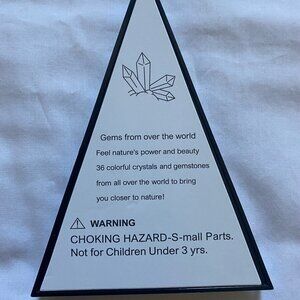 Gems from over the world
Feel nature's power and beauty
36 colorful crystals and gemstones
from all over the world to bring
you closer to nature!
WARNING
CHOKING HAZARD-S-mall Parts.
Not for Children Under 3 yrs.